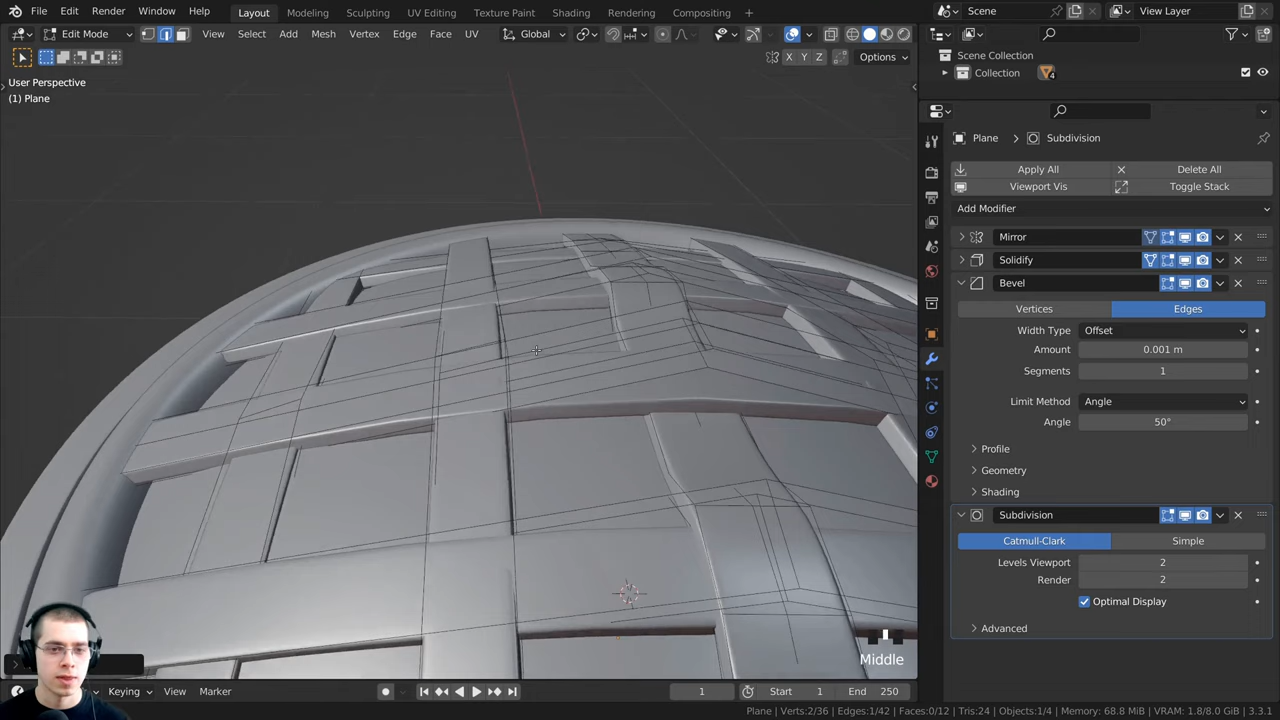 File Edit Render Window Help Layout Modeling Sculpting UV Editing Texture Paint Shading Animation Rendering Compositing Scene View Layer
Edit Mode View Select Add Mesh Vertex Edge Face UV Global
X Y Z Options
User Perspective
(1) Plane
Scene Collection
Collection 4
Plane > Subdivision
Apply All Delete All
Viewport Vis Toggle Stack
Add Modifier
Mirror
Solidify
Bevel
Vertices Edges
Width Type Offset
Amount 0.001 m
Segments 1
Limit Method Angle
Angle 50°
Profile
Geometry
Shading
Subdivision
Catmull-Clark Simple
Levels Viewport 2
Render 2
Optimal Display
Advanced
Middle
Keying View Marker 1 Start 1 End 250
Plane | Verts:2/36 | Edges:1/42 | Faces:0/12 | Tris:24 | Objects:1/4 | Memory: 68.8 MiB | VRAM: 1.8/8.0 GiB | 3.3.1